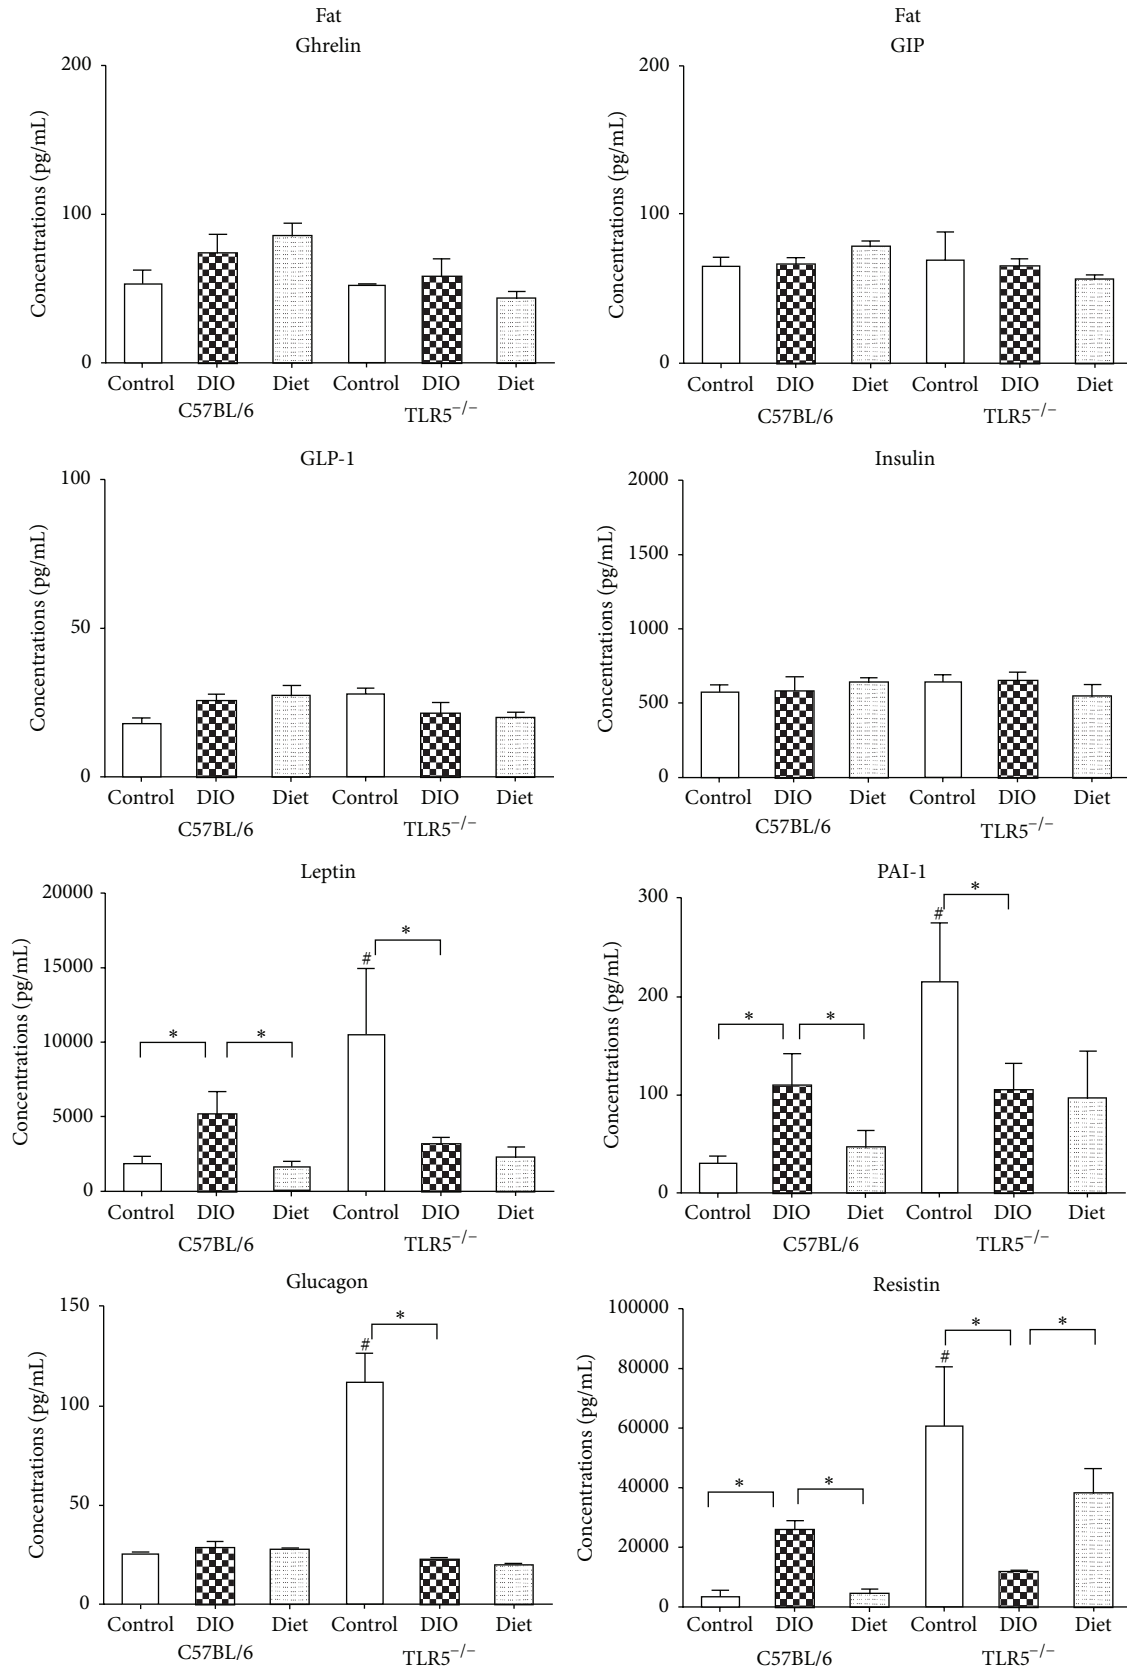 Fat
Ghrelin
Concentrations (pg/mL)
200
100
0
Control DIO Diet Control DIO Diet
C57BL/6 TLR5−/−
Fat
GIP
Concentrations (pg/mL)
200
100
0
Control DIO Diet Control DIO Diet
C57BL/6 TLR5−/−
GLP-1
Concentrations (pg/mL)
100
50
0
Control DIO Diet Control DIO Diet
C57BL/6 TLR5−/−
Insulin
Concentrations (pg/mL)
2000
1500
1000
500
0
Control DIO Diet Control DIO Diet
C57BL/6 TLR5−/−
Leptin
Concentrations (pg/mL)
20000
15000
10000
5000
0
* * # *
Control DIO Diet Control DIO Diet
C57BL/6 TLR5−/−
PAI-1
Concentrations (pg/mL)
300
200
100
0
* * # *
Control DIO Diet Control DIO Diet
C57BL/6 TLR5−/−
Glucagon
Concentrations (pg/mL)
150
100
50
0
# *
Control DIO Diet Control DIO Diet
C57BL/6 TLR5−/−
Resistin
Concentrations (pg/mL)
100000
80000
60000
40000
20000
0
* * # * *
Control DIO Diet Control DIO Diet
C57BL/6 TLR5−/−